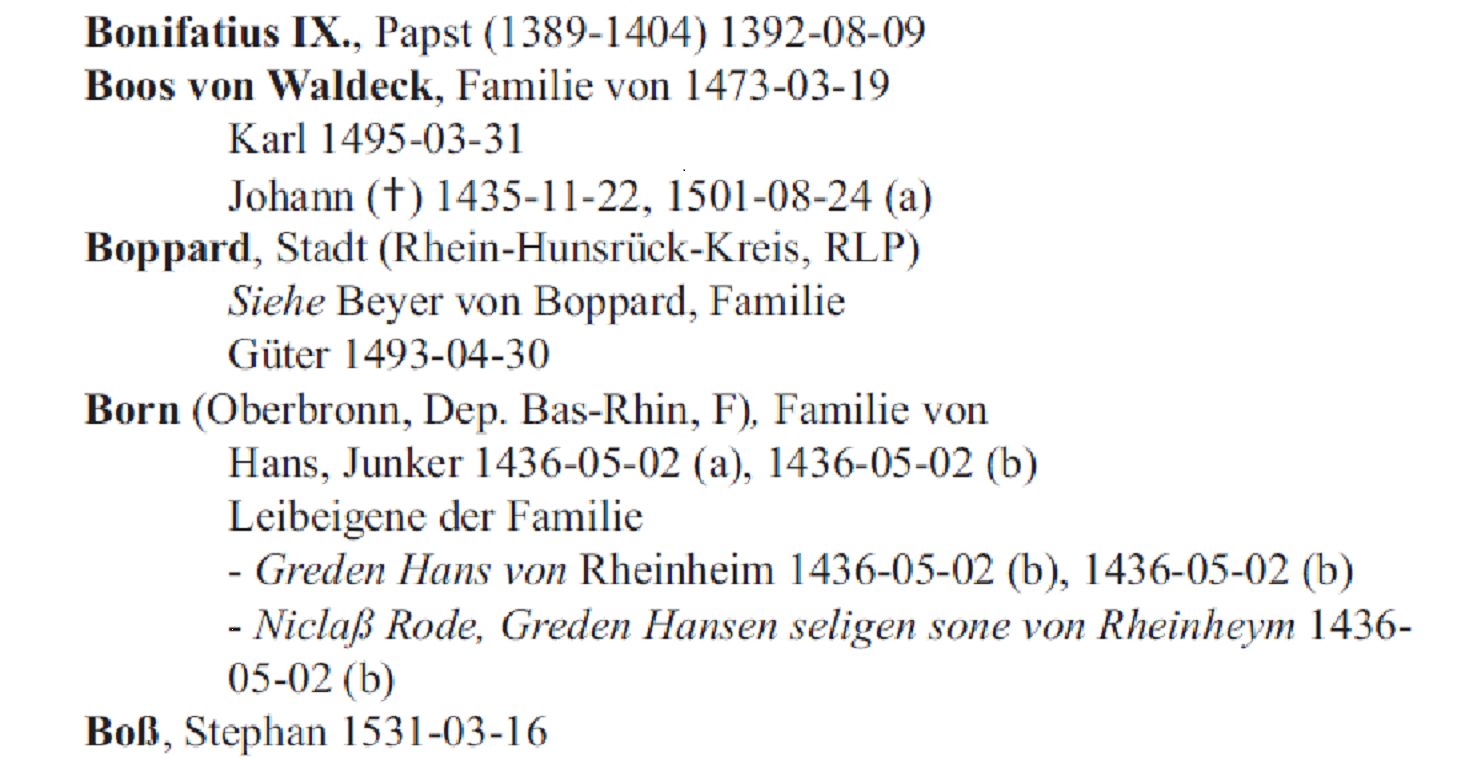 Bonifatius IX., Papst (1389-1404) 1392-08-09
Boos von Waldeck, Familie von 1473-03-19
Karl 1495-03-31
Johann (†) 1435-11-22, 1501-08-24 (a)
Boppard, Stadt (Rhein-Hunsrück-Kreis, RLP)
Siehe Beyer von Boppard, Familie
Güter 1493-04-30
Born (Oberbronn, Dep. Bas-Rhin, F), Familie von
Hans, Junker 1436-05-02 (a), 1436-05-02 (b)
Leibeigene der Familie
- Greden Hans von Rheinheim 1436-05-02 (b), 1436-05-02 (b)
- Niclaß Rode, Greden Hansen seligen sone von Rheinheym 1436-
05-02 (b)
Boß, Stephan 1531-03-16